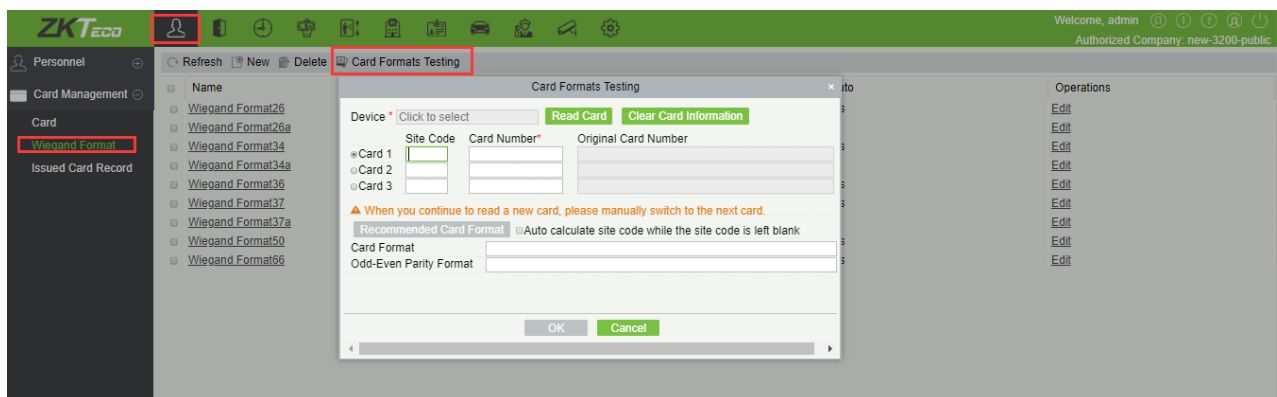 ZKTeco
Welcome, admin
Authorized Company: new-3200-public
Personnel
Card Management
Card
Wiegand Format
Issued Card Record
Refresh New Delete Card Formats Testing
Name Operations
Wiegand Format26 Edit
Wiegand Format26a Edit
Wiegand Format34 Edit
Wiegand Format34a Edit
Wiegand Format36 Edit
Wiegand Format37 Edit
Wiegand Format37a Edit
Wiegand Format50 Edit
Wiegand Format66 Edit
Card Formats Testing
Device * Click to select Read Card Clear Card Information
Site Code Card Number* Original Card Number
Card 1
Card 2
Card 3
When you continue to read a new card, please manually switch to the next card.
Recommended Card Format Auto calculate site code while the site code is left blank
Card Format
Odd-Even Parity Format
OK Cancel